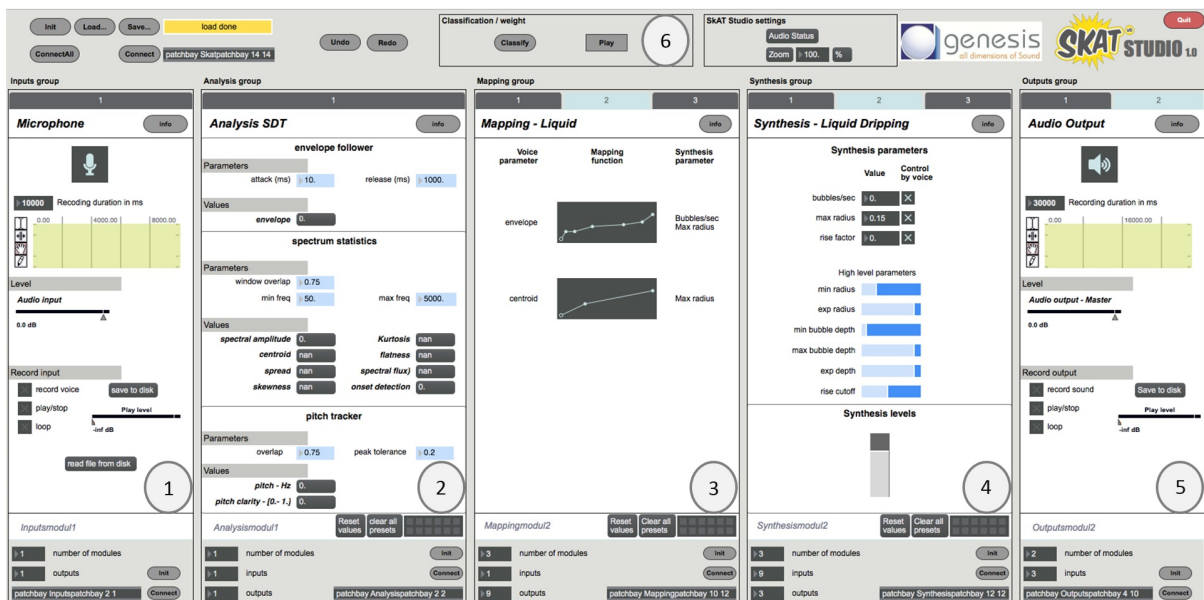 Init
Load...
Save...
load done
ConnectAll
Connect
patchbay Skatpatchbay 14 14
Undo
Redo
Classification / weight
Classify
Play
6
SkAT Studio settings
Audio Status
Zoom
100.
%
genesis
all dimensions of Sound
SKAT
STUDIO 1.0
Quit
Inputs group
1
Microphone
info
10000 Recoding duration in ms
0.00 4000.00 8000.00
Level
Audio input
0.0 dB
Record input
record voice
save to disk
play/stop
Play level
loop
-inf dB
read file from disk
1
Inputsmodul1
1 number of modules
1 outputs
Init
patchbay Inputspatchbay 2 1
Connect
Analysis group
1
Analysis SDT
info
envelope follower
Parameters
attack (ms) 10. release (ms) 1000.
Values
envelope 0.
spectrum statistics
Parameters
window overlap 0.75
min freq 50. max freq 5000.
Values
spectral amplitude 0. Kurtosis nan
centroid nan flatness nan
spread nan spectral flux) nan
skewness nan onset detection 0.
pitch tracker
Parameters
overlap 0.75 peak tolerance 0.2
Values
pitch - Hz 0.
pitch clarity - [0.- 1.] 0.
2
Analysismodul1
Reset values
clear all presets
1 number of modules
Init
1 inputs
Connect
1 outputs
patchbay Analysispatchbay 2 2
Mapping group
1 2 3
Mapping - Liquid
info
Voice parameter
Mapping function
Synthesis parameter
envelope
Bubbles/sec
Max radius
centroid
Max radius
3
Mappingmodul2
Reset values
Clear all presets
3 number of modules
Init
1 inputs
Connect
9 outputs
patchbay Mappingpatchbay 10 12
Synthesis group
1 2 3
Synthesis - Liquid Dripping
info
Synthesis parameters
Value
Control by voice
bubbles/sec 0.
max radius 0.15
rise factor 0.
High level parameters
min radius
exp radius
min bubble depth
max bubble depth
exp depth
rise cutoff
Synthesis levels
4
Synthesismodul2
Reset values
Clear all presets
3 number of modules
Init
9 inputs
Connect
3 outputs
patchbay Synthesispatchbay 12 12
Outputs group
1 2
Audio Output
info
30000 Recording duration in ms
0.00 16000.00
Level
Audio output - Master
0.0 dB
Record output
record sound
Save to disk
play/stop
Play level
loop
-inf dB
5
Outputsmodul2
2 number of modules
3 inputs
Init
patchbay Outputspatchbay 4 10
Connect